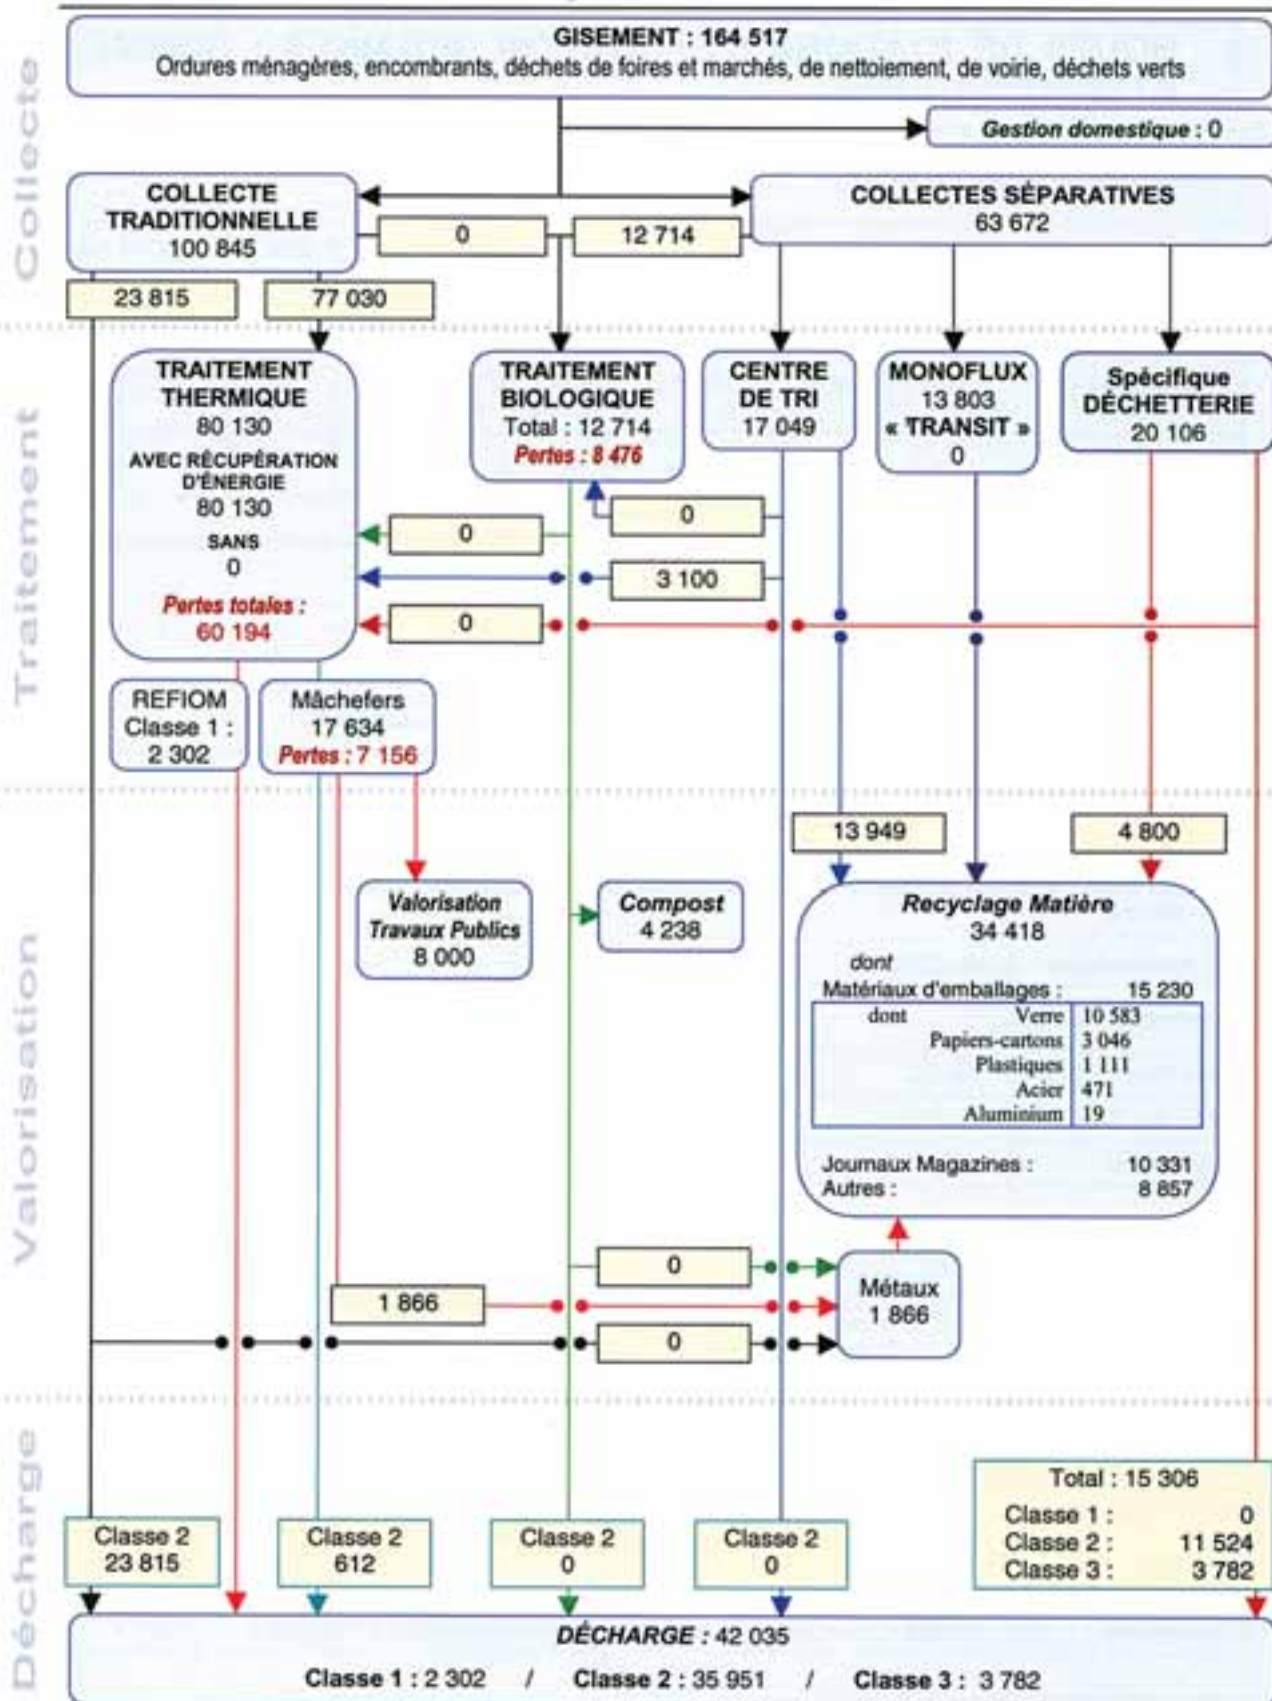 Collecte
GISEMENT : 164 517
Ordures ménagères, encombrants, déchets de foires et marchés, de nettoiement, de voirie, déchets verts
Gestion domestique : 0
COLLECTE
TRADITIONNELLE
100 845
0
12 714
COLLECTES SÉPARATIVES
63 672
23 815
77 030
Traitement
TRAITEMENT
THERMIQUE
80 130
AVEC RÉCUPÉRATION
D'ÉNERGIE
80 130
SANS
0
Pertes totales :
60 194
TRAITEMENT
BIOLOGIQUE
Total : 12 714
Pertes : 8 476
CENTRE
DE TRI
17 049
MONOFLUX
13 803
« TRANSIT »
0
Spécifique
DÉCHETTERIE
20 106
0
0
3 100
0
REFIOM
Classe 1 :
2 302
Mâchefers
17 634
Pertes : 7 156
Valorisation
13 949
4 800
Valorisation
Travaux Publics
8 000
Compost
4 238
Recyclage Matière
34 418
dont
Matériaux d'emballages : 15 230
dont Verre 10 583
Papiers-cartons 3 046
Plastiques 1 111
Acier 471
Aluminium 19
Journaux Magazines : 10 331
Autres : 8 857
0
1 866
0
Métaux
1 866
Décharge
Classe 2
23 815
Classe 2
612
Classe 2
0
Classe 2
0
Total : 15 306
Classe 1 : 0
Classe 2 : 11 524
Classe 3 : 3 782
DÉCHARGE : 42 035
Classe 1 : 2 302 / Classe 2 : 35 951 / Classe 3 : 3 782